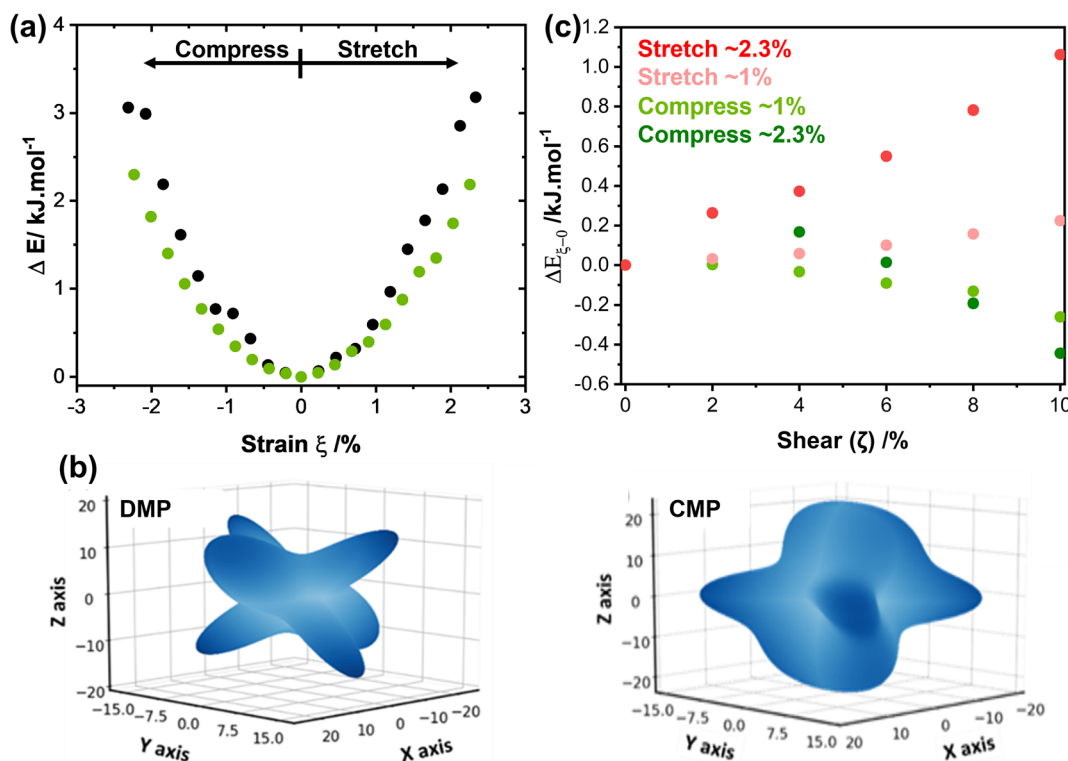 (a)
4
3
2
1
0
Δ E/ kJ.mol⁻¹
Compress
Stretch
-3
-2
-1
0
1
2
3
Strain ξ /%
(c)
Stretch ~2.3%
Stretch ~1%
Compress ~1%
Compress ~2.3%
1.2
1.0
0.8
0.6
0.4
0.2
0.0
-0.2
-0.4
-0.6
ΔE ξ−0 /kJ.mol⁻¹
0
2
4
6
8
10
Shear (ζ) /%
(b)
DMP
20
10
0
−10
−20
Z axis
−15.0
−7.5
0.0
7.5
15.0
Y axis
20
10
0
−10
−20
X axis
CMP
20
10
0
−10
−20
Z axis
−15.0
−7.5
0.0
7.5
15.0
Y axis
20
10
0
−10
−20
X axis